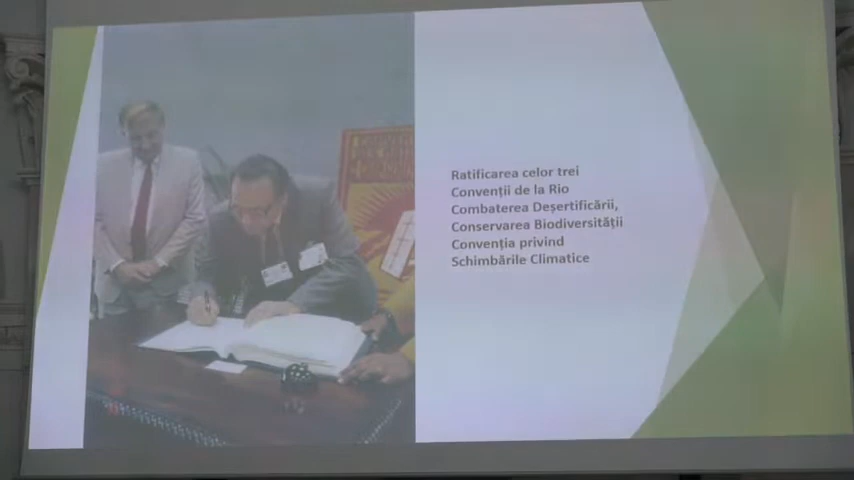 Ratificarea celor trei
Convenții de la Rio
Combaterea Deșertificării,
Conservarea Biodiversității
Convenția privind
Schimbările Climatice